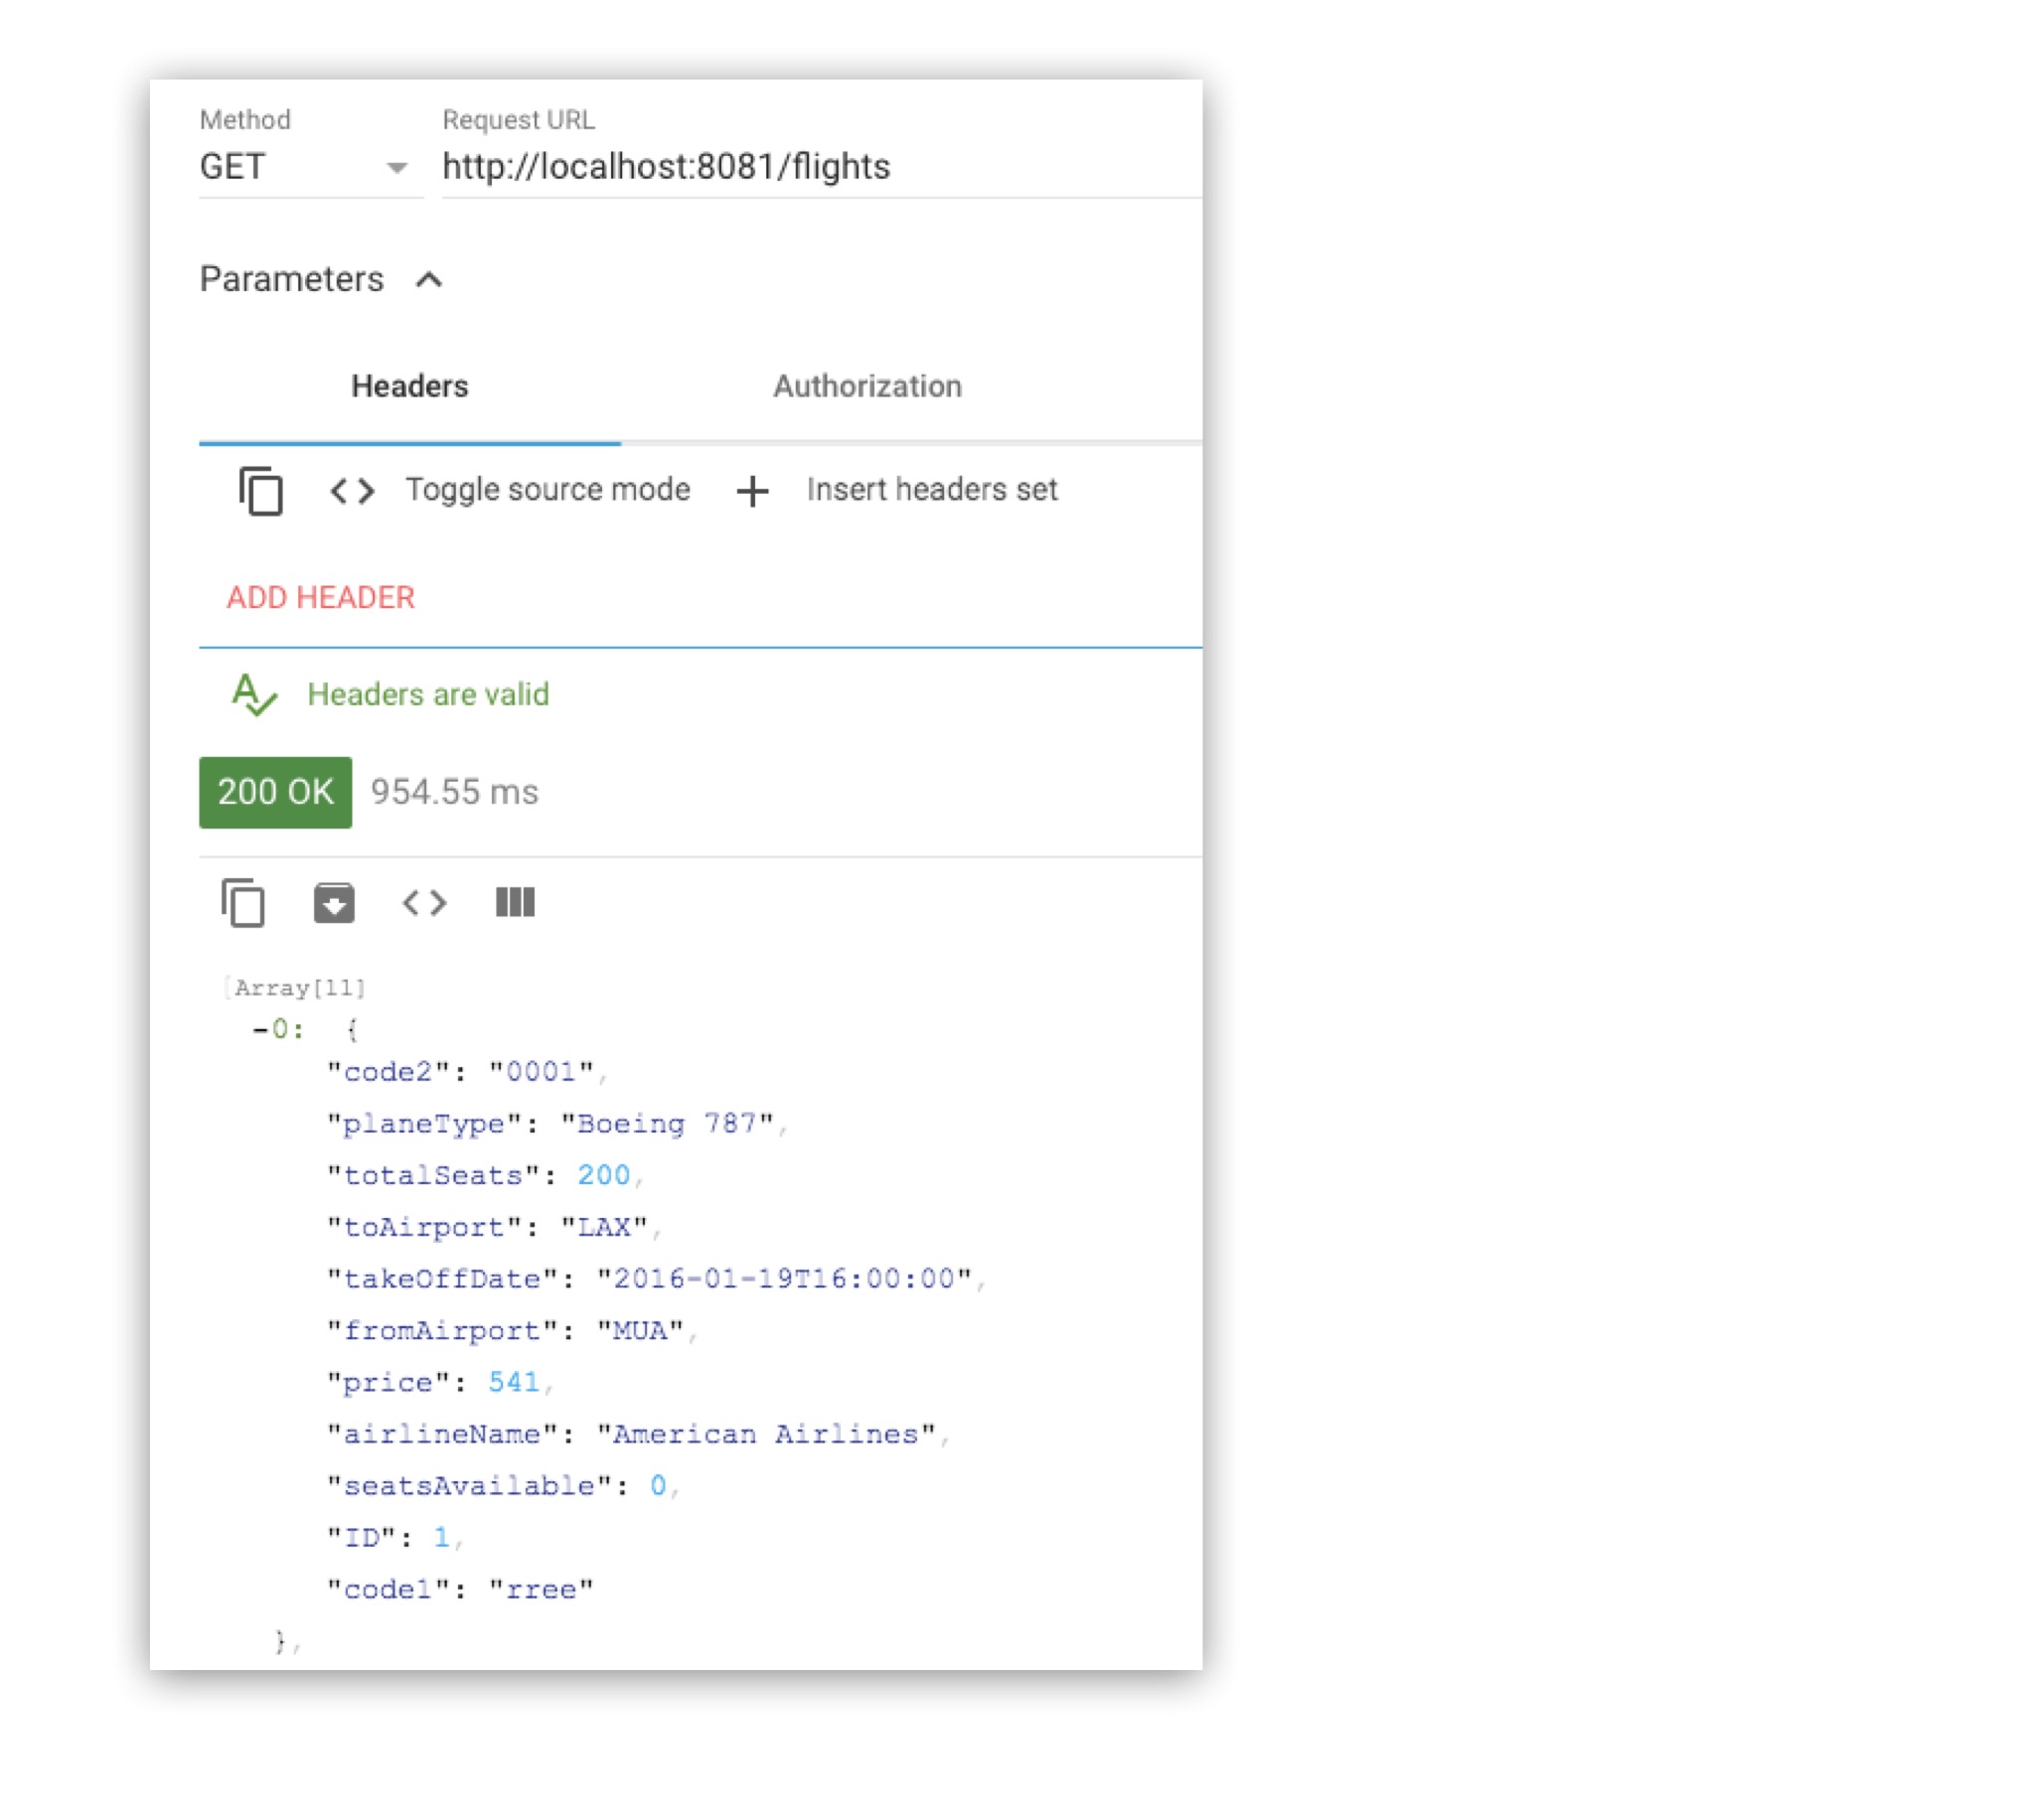 Method Request URL
GET http://localhost:8081/flights
Parameters
Headers Authorization
<> Toggle source mode + Insert headers set
ADD HEADER
Headers are valid
200 OK 954.55 ms
[Array[11]
-0: {
"code2": "0001",
"planeType": "Boeing 787",
"totalSeats": 200,
"toAirport": "LAX",
"takeOffDate": "2016-01-19T16:00:00",
"fromAirport": "MUA",
"price": 541,
"airlineName": "American Airlines",
"seatsAvailable": 0,
"ID": 1,
"code1": "rree"
},